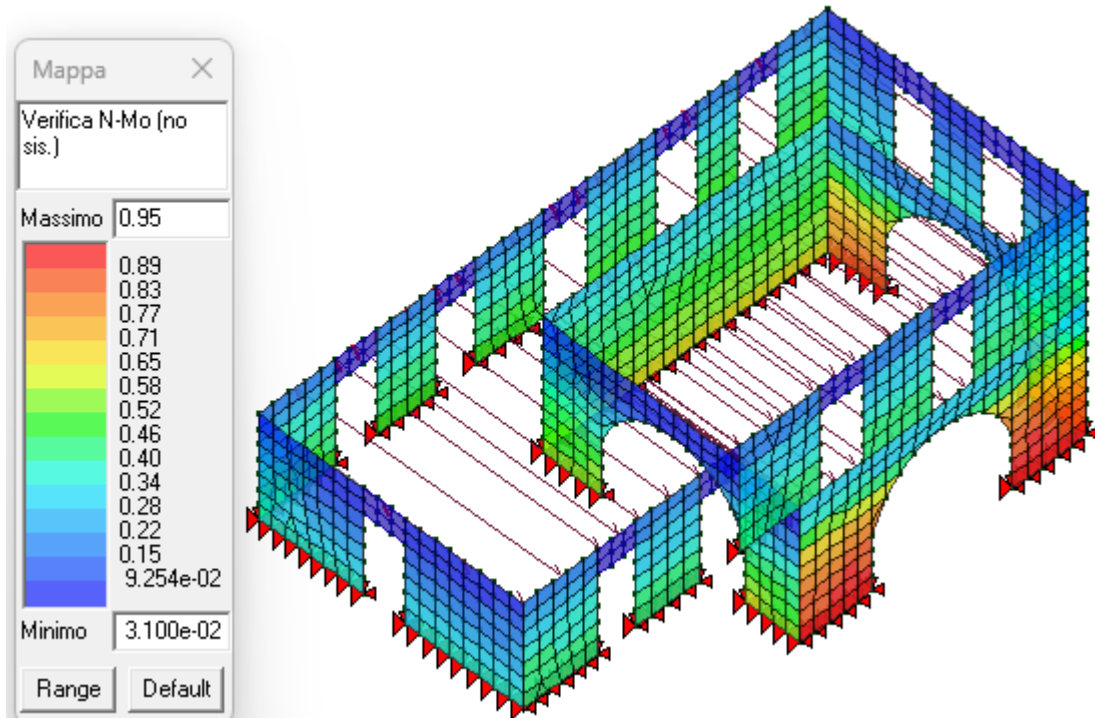 Mappa
Verifica N-Mo (no
sis.)
Massimo 0.95
0.89
0.83
0.77
0.71
0.65
0.58
0.52
0.46
0.40
0.34
0.28
0.22
0.15
9.254e-02
Minimo 3.100e-02
Range Default